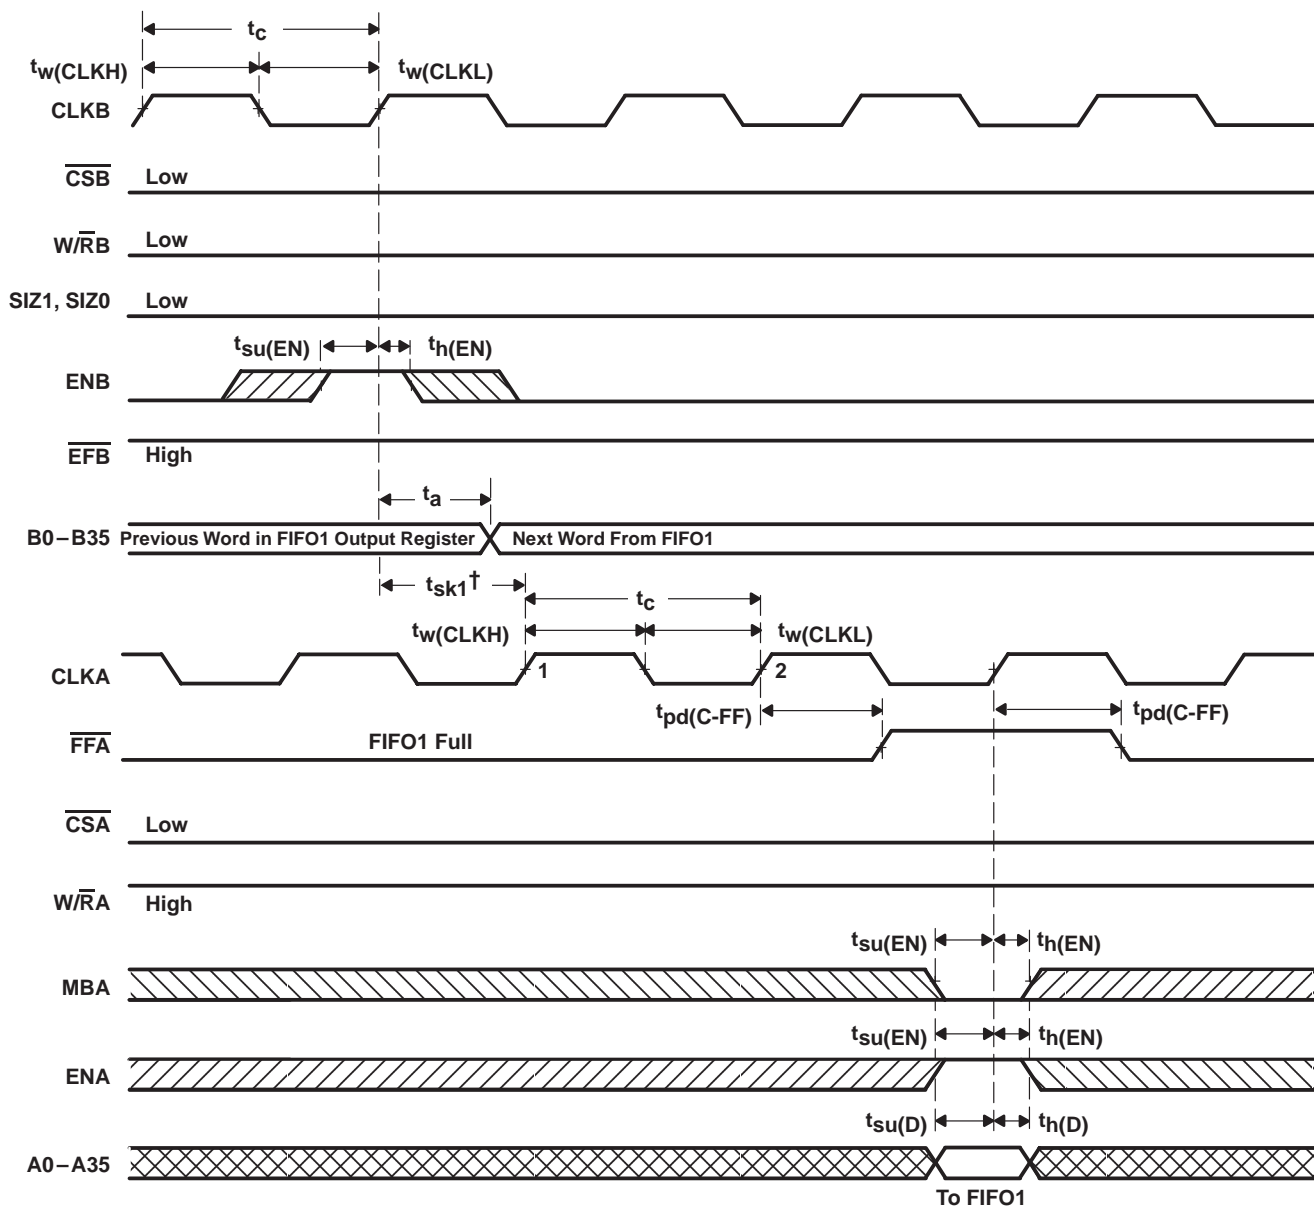 tc
tw(CLKH) tw(CLKL)
CLKB
CSB Low
W/RB Low
SIZ1, SIZ0 Low
tsu(EN) th(EN)
ENB
EFB High
ta
B0–B35 Previous Word in FIFO1 Output Register Next Word From FIFO1
tsk1†
tc
tw(CLKH) tw(CLKL)
CLKA 1 2
tpd(C-FF) tpd(C-FF)
FFA FIFO1 Full
CSA Low
W/RA High
tsu(EN) th(EN)
MBA
tsu(EN) th(EN)
ENA
tsu(D) th(D)
A0–A35
To FIFO1